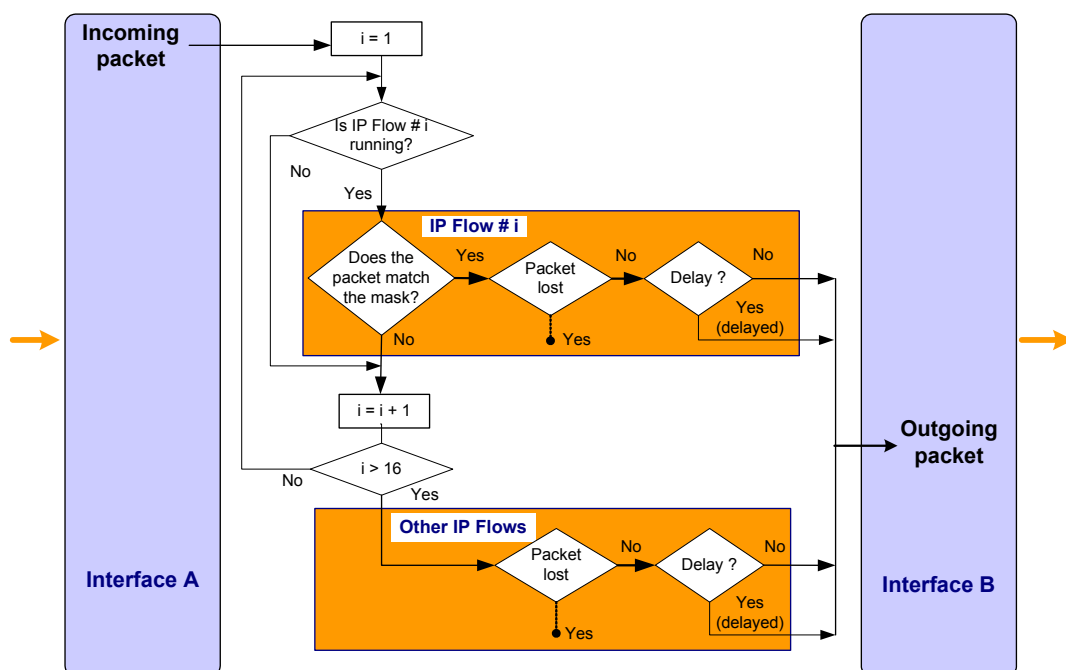 Incoming
packet
i = 1
Is IP Flow # i
running?
No
Yes
IP Flow # i
Does the
packet match
the mask?
Yes
Packet
lost
No
Delay ?
No
Yes
(delayed)
Yes
No
i = i + 1
i > 16
No
Yes
Other IP Flows
Packet
lost
No
Delay ?
No
Yes
(delayed)
Yes
Interface A
Outgoing
packet
Interface B